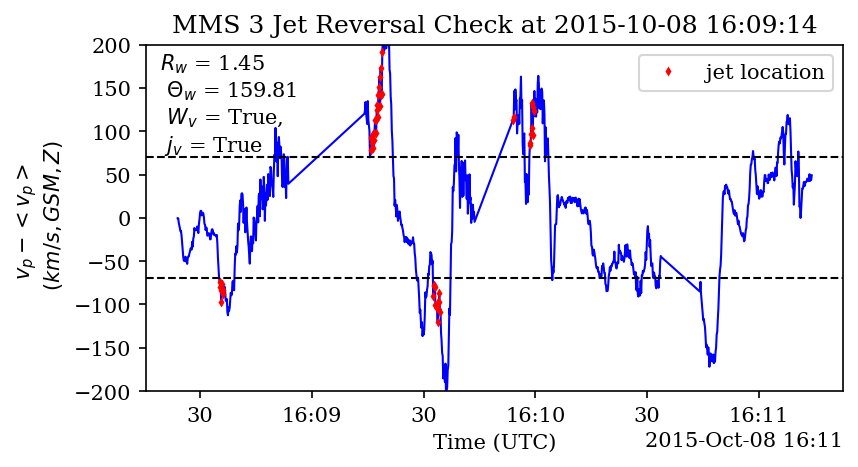 MMS 3 Jet Reversal Check at 2015-10-08 16:09:14
R_w = 1.45
Θ_w = 159.81
W_v = True,
j_v = True
jet location
v_p − < v_p >
(km/s, GSM, Z)
200
150
100
50
0
−50
−100
−150
−200
30 16:09 30 16:10 30 16:11
Time (UTC)
2015-Oct-08 16:11